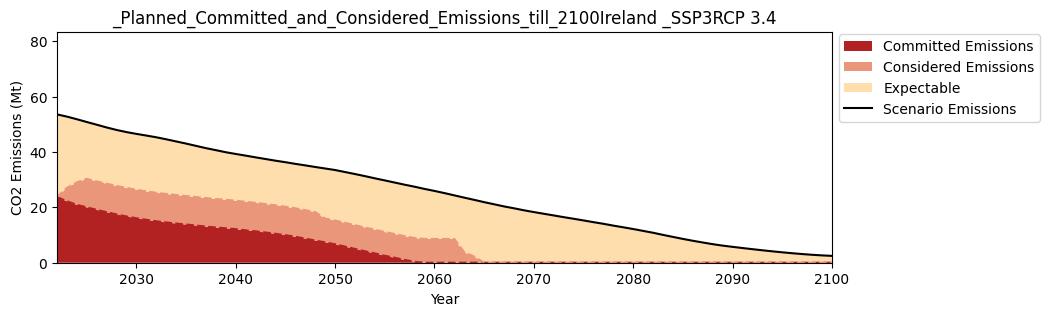 _Planned_Committed_and_Considered_Emissions_till_2100Ireland _SSP3RCP 3.4
80
60
40
20
0
CO2 Emissions (Mt)
2030 2040 2050 2060 2070 2080 2090 2100
Year
Committed Emissions
Considered Emissions
Expectable
Scenario Emissions